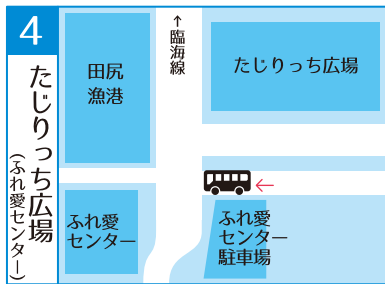 4
たじりっち広場
(ふれ愛センター)
↑臨海線
田尻
漁港
たじりっち広場
ふれ愛
センター
ふれ愛
センター
駐車場